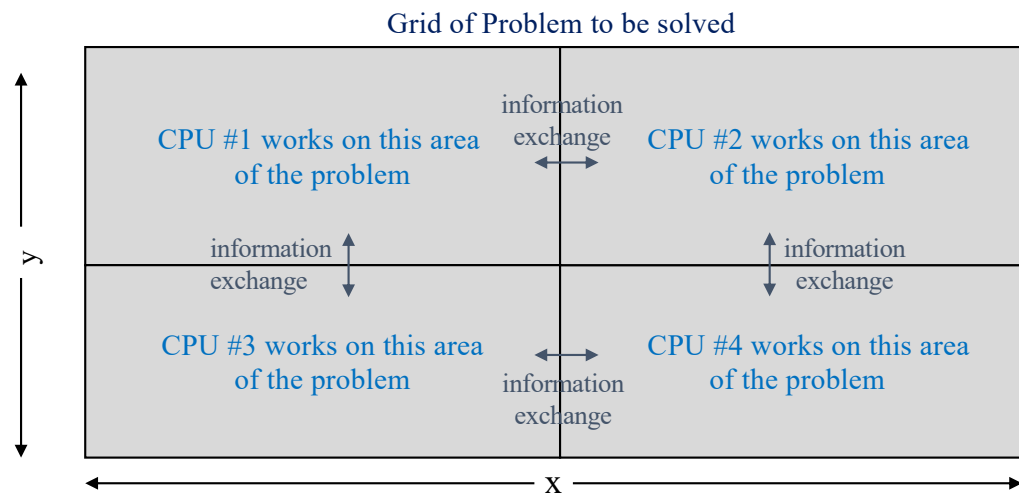 Grid of Problem to be solved
information
exchange
CPU #1 works on this area
of the problem
CPU #2 works on this area
of the problem
y
information
exchange
information
exchange
CPU #3 works on this area
of the problem
CPU #4 works on this area
of the problem
information
exchange
x